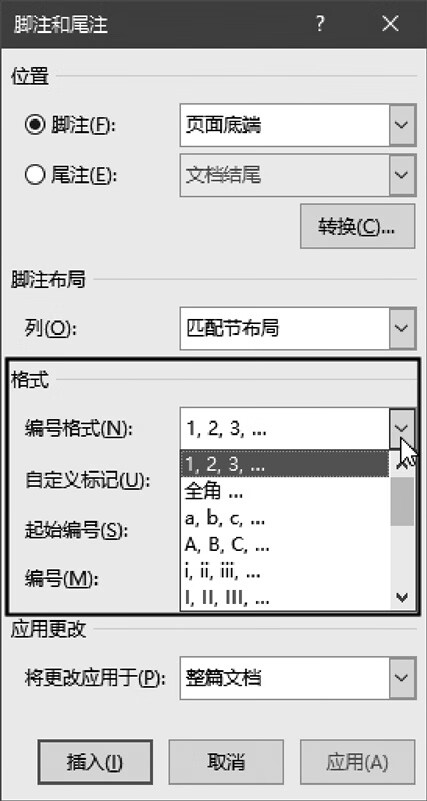 脚注和尾注 ?
位置
脚注(F): 页面底端
尾注(E): 文档结尾
转换(C)...
脚注布局
列(O): 匹配节布局
格式
编号格式(N): 1, 2, 3, ...
1, 2, 3, ...
自定义标记(U):
全角 ...
a, b, c, ...
起始编号(S):
A, B, C, ...
编号(M):
i, ii, iii, ...
I, II, III, ...
应用更改
将更改应用于(P): 整篇文档
插入(I) 取消 应用(A)